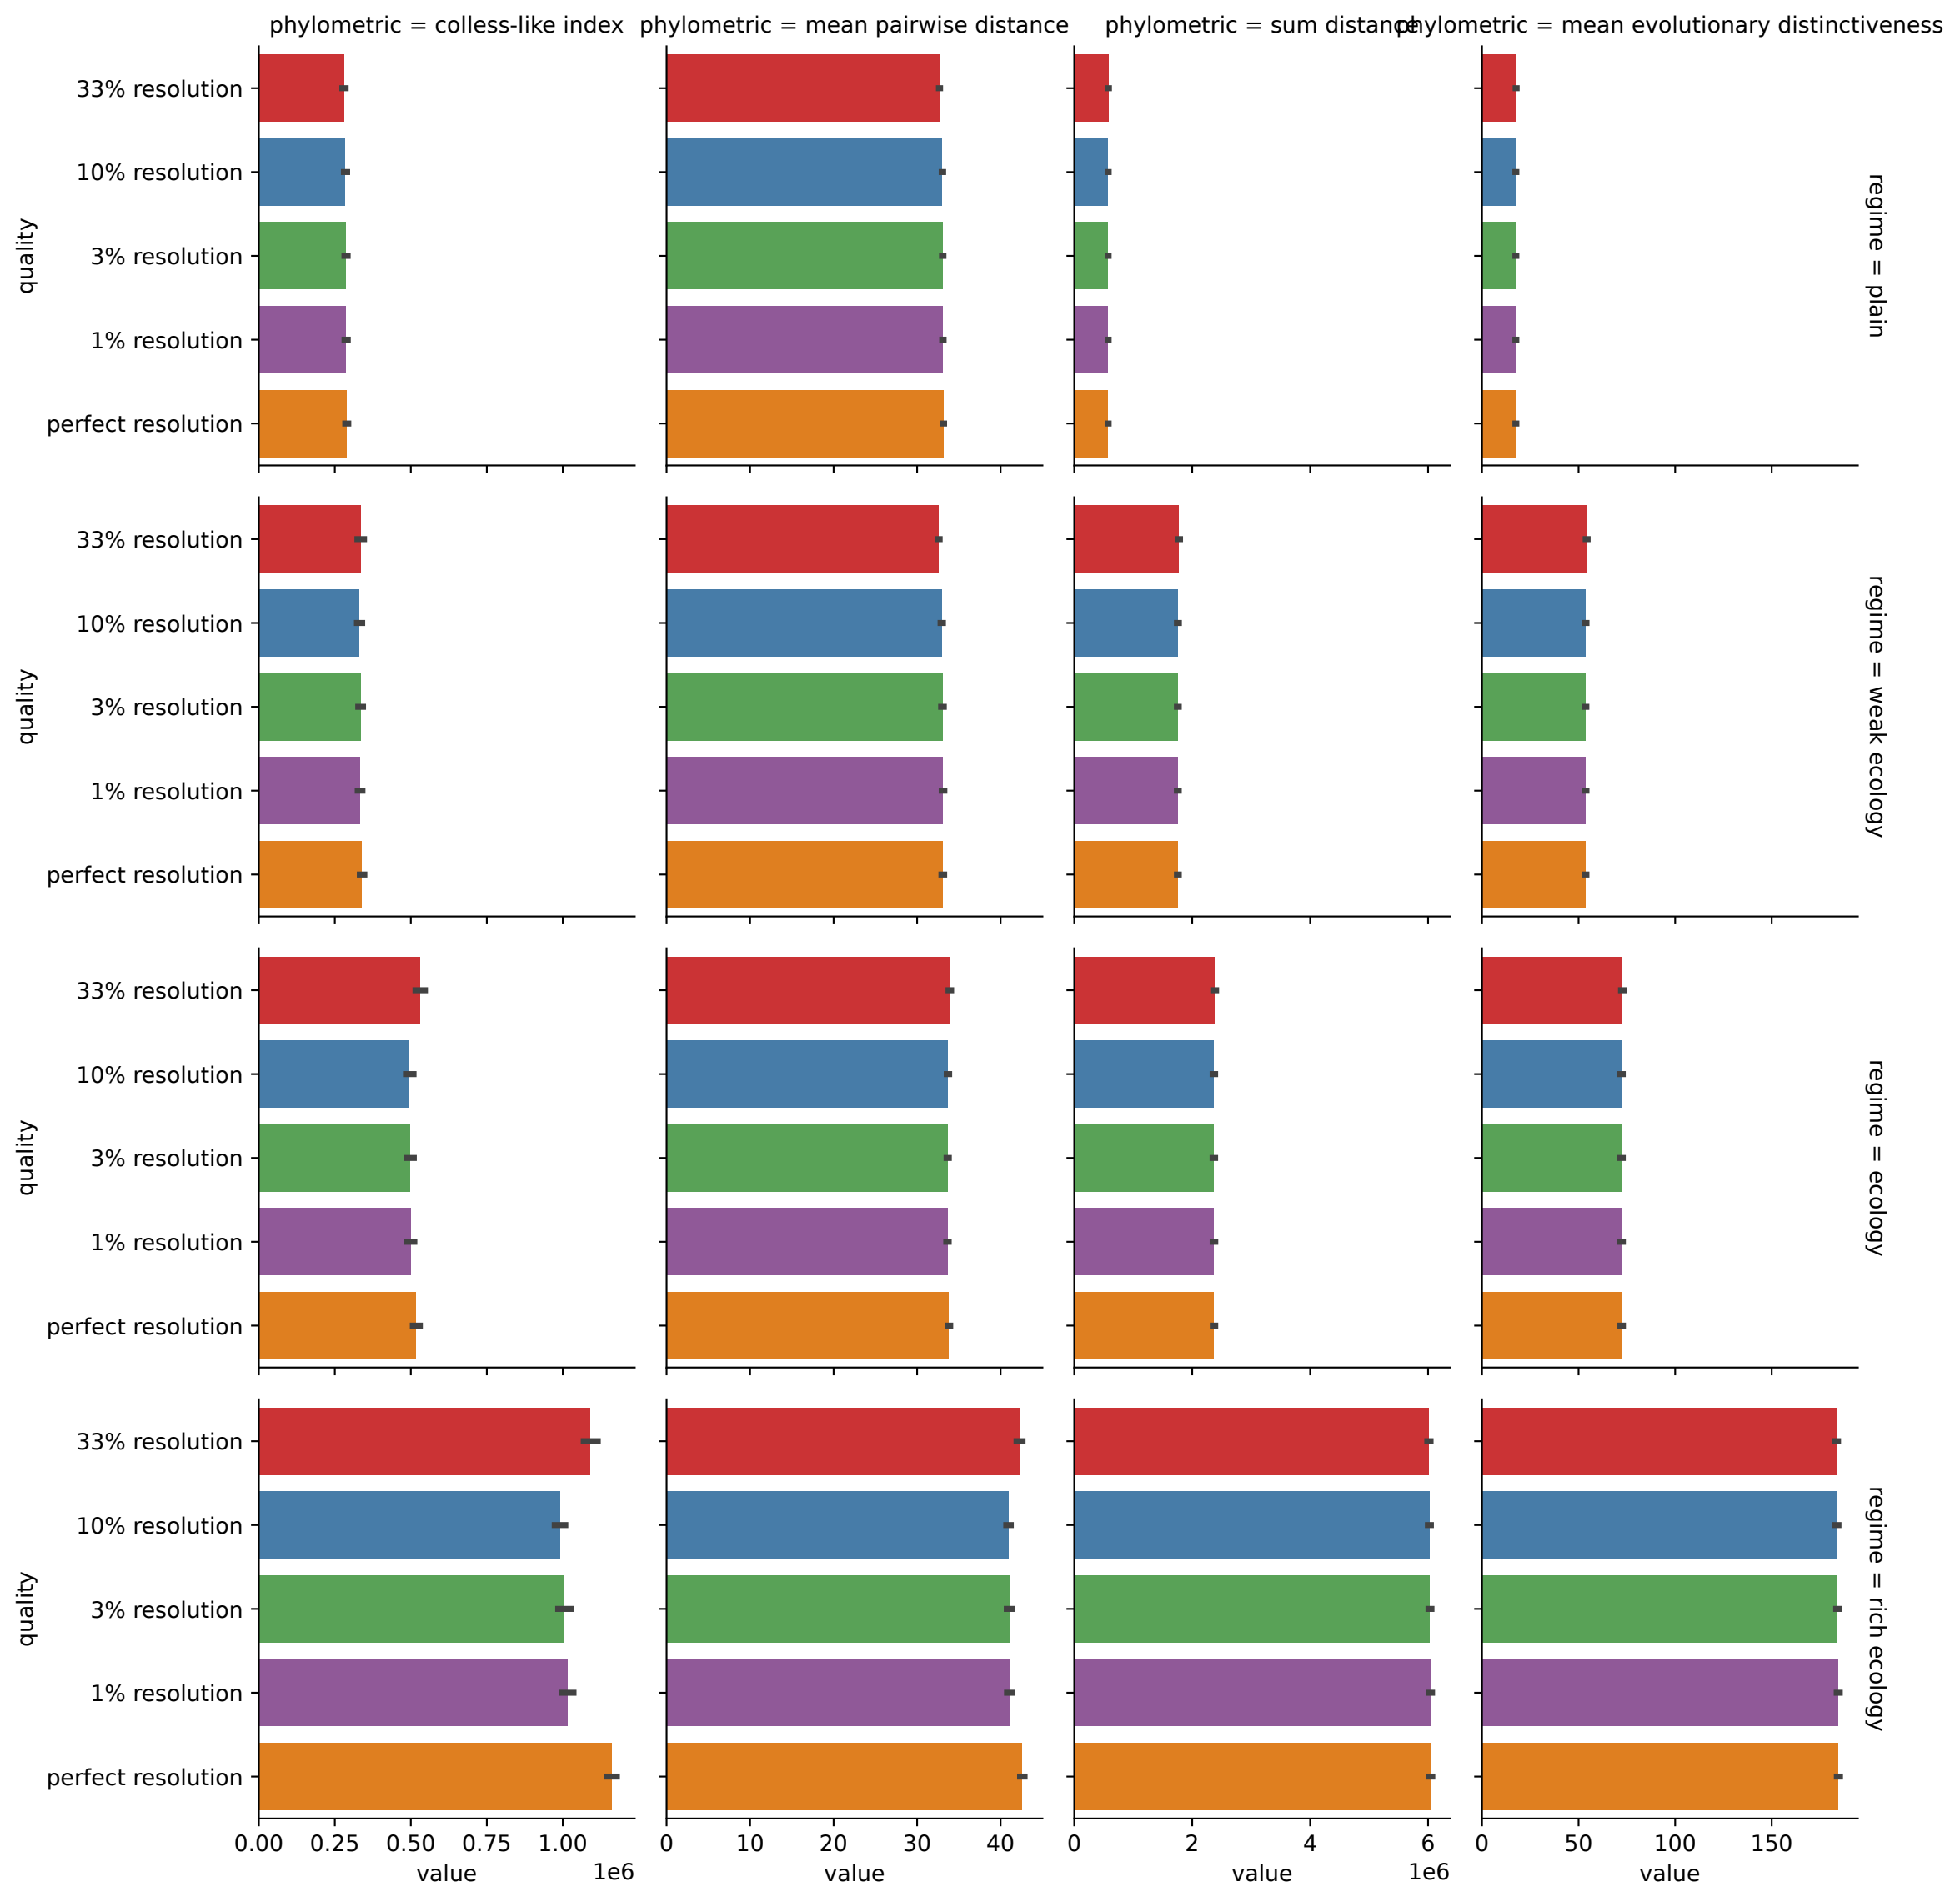 phylometric = colless-like index
phylometric = mean pairwise distance
phylometric = sum distance
phylometric = mean evolutionary distinctiveness
quality
33% resolution
10% resolution
3% resolution
1% resolution
perfect resolution
regime = plain
quality
33% resolution
10% resolution
3% resolution
1% resolution
perfect resolution
regime = weak ecology
quality
33% resolution
10% resolution
3% resolution
1% resolution
perfect resolution
regime = ecology
quality
33% resolution
10% resolution
3% resolution
1% resolution
perfect resolution
regime = rich ecology
0.00 0.25 0.50 0.75 1.00
1e6
value
0 10 20 30 40
value
0 2 4 6
1e6
value
0 50 100 150
value